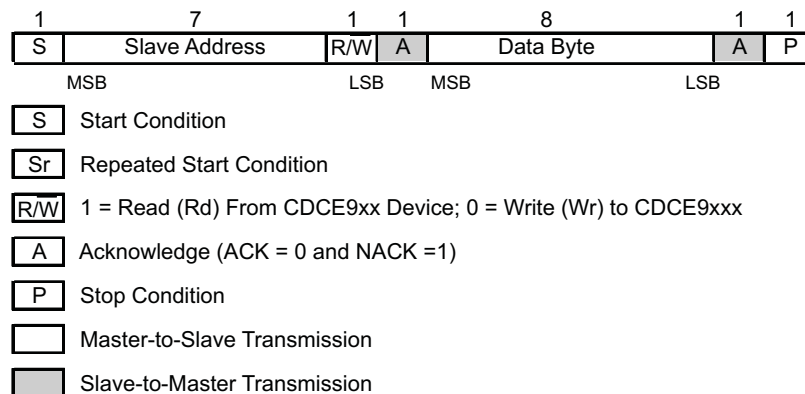 1 7 1 1 8 1 1
S Slave Address R/W̅ A Data Byte A P
MSB LSB MSB LSB
S Start Condition
Sr Repeated Start Condition
R/W̅ 1 = Read (Rd) From CDCE9xx Device; 0 = Write (Wr) to CDCE9xxx
A Acknowledge (ACK = 0 and NACK =1)
P Stop Condition
Master-to-Slave Transmission
Slave-to-Master Transmission